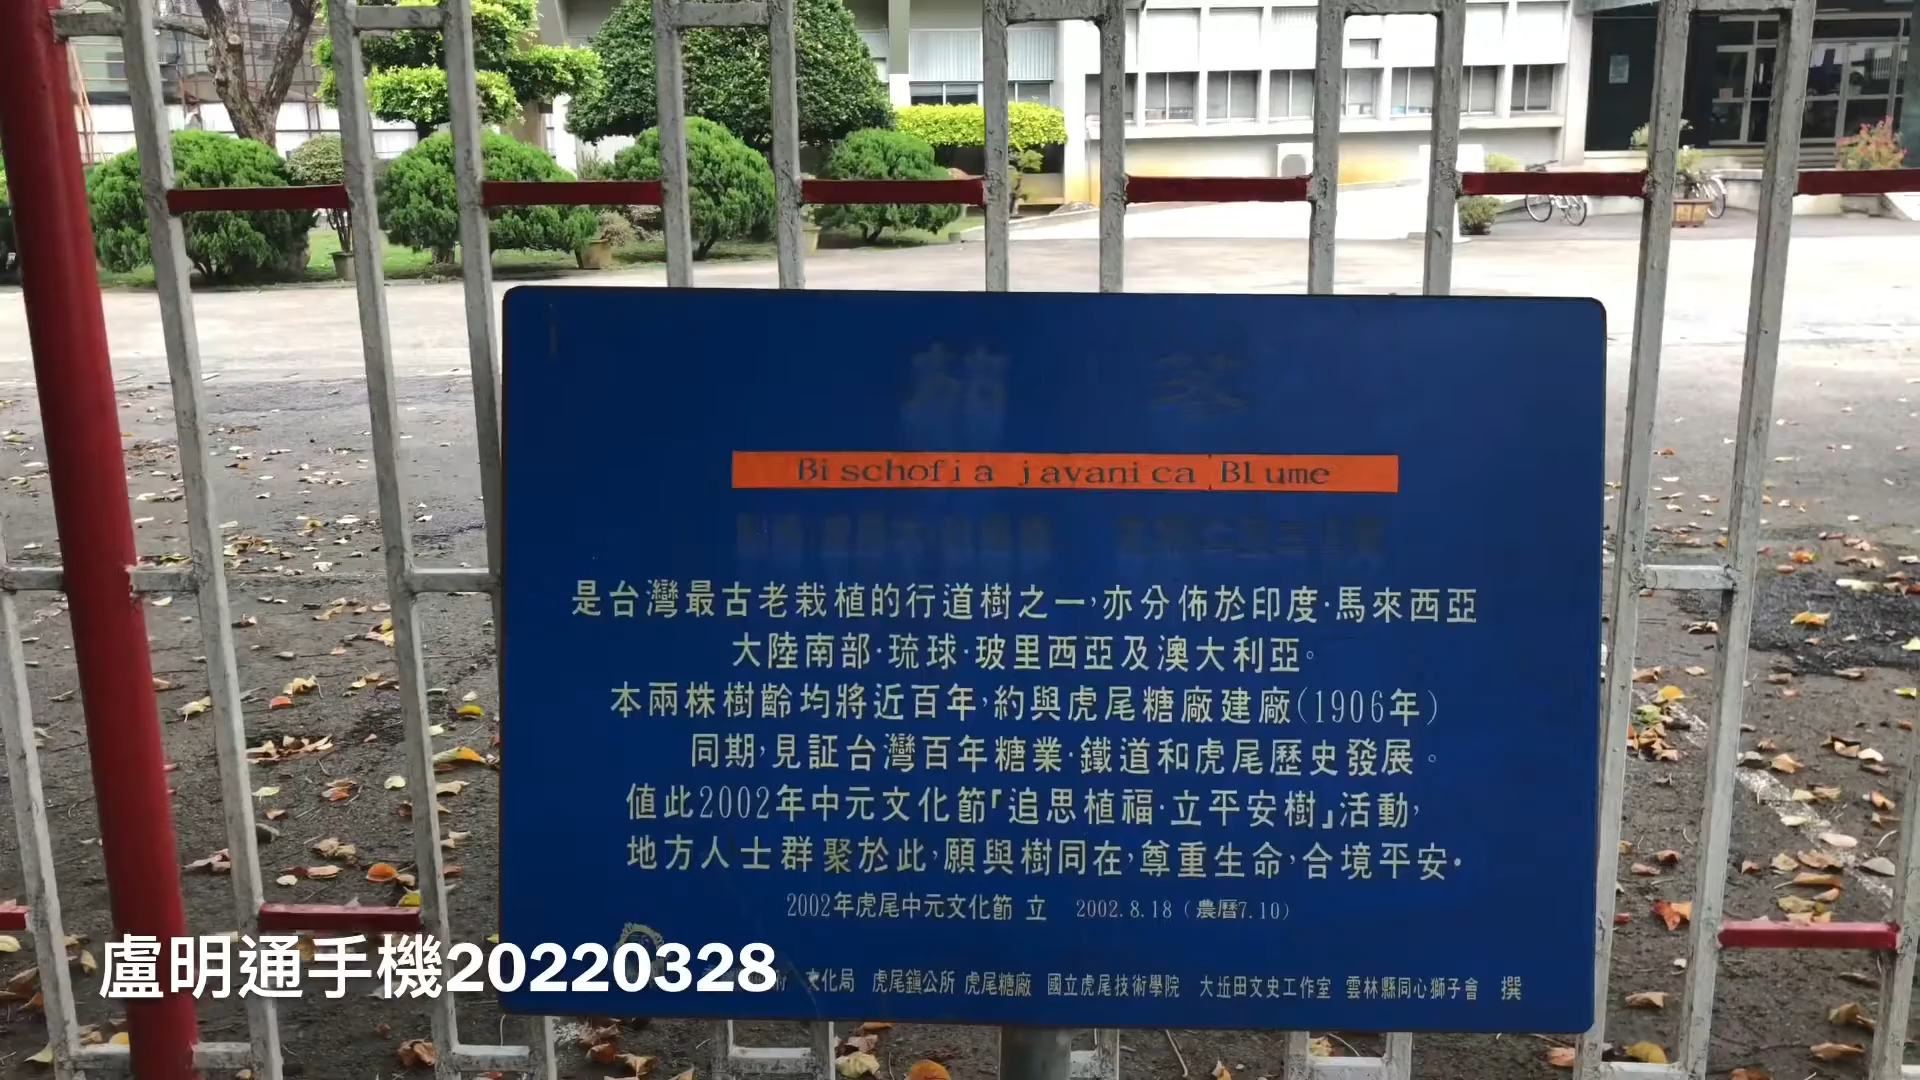 茄苳
Bischofia javanica Blume
是台灣最古老栽植的行道樹之一,亦分佈於印度·馬來西亞
大陸南部·琉球·玻里西亞及澳大利亞。
本兩株樹齡均將近百年,約與虎尾糖廠建廠(1906年)
同期,見証台灣百年糖業·鐵道和虎尾歷史發展。
值此2002年中元文化節『追思植福·立平安樹』活動,
地方人士群聚於此,願與樹同在,尊重生命,合境平安·
2002年虎尾中元文化節 立 2002.8.18(農曆7.10)
文化局 虎尾鎮公所 虎尾糖廠 國立虎尾技術學院 大坵田文史工作室 雲林縣同心獅子會 撰
盧明通手機20220328